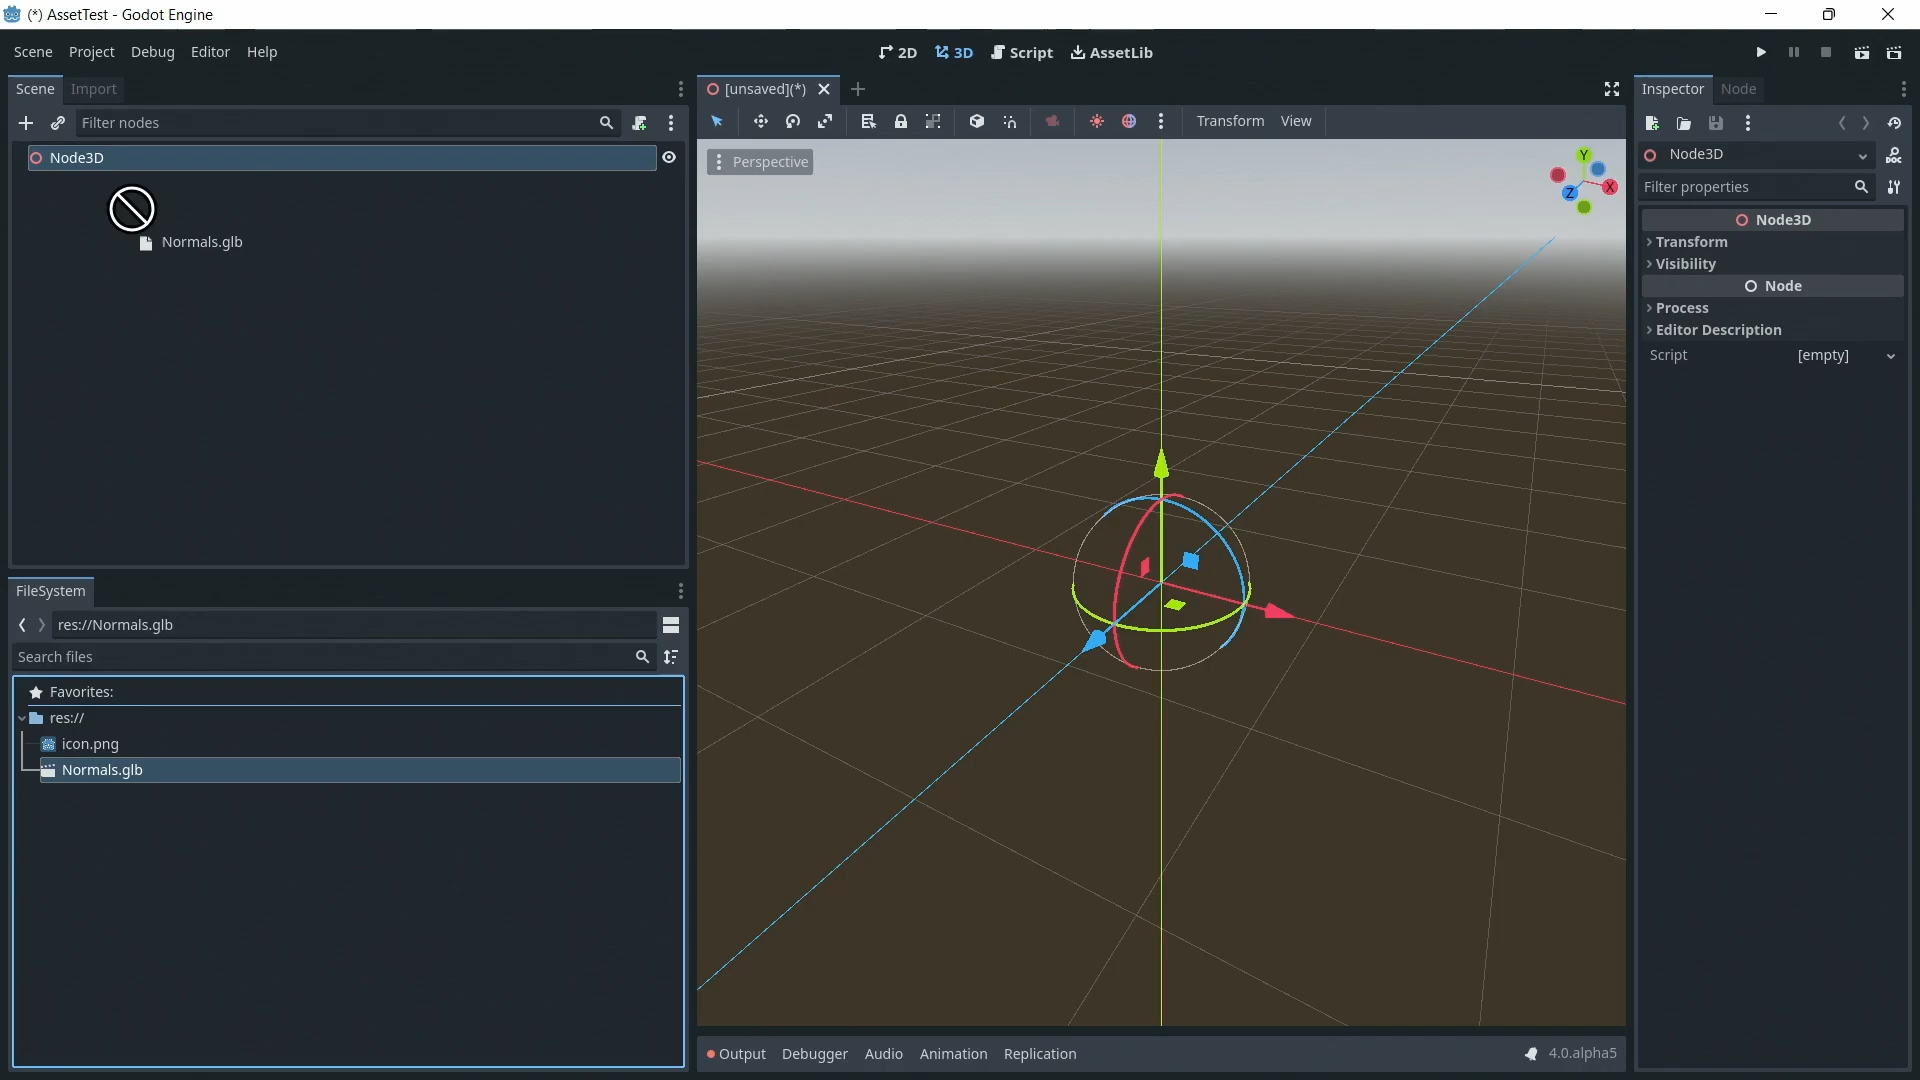 (*) AssetTest - Godot Engine
Scene Project Debug Editor Help
2D 3D Script AssetLib
Scene Import
Filter nodes
Node3D
Normals.glb
FileSystem
res://Normals.glb
Search files
Favorites:
res://
icon.png
Normals.glb
[unsaved](*)
Transform View
Perspective
Y
X
Z
Output Debugger Audio Animation Replication
4.0.alpha5
Inspector Node
Node3D
DOC
Filter properties
Node3D
Transform
Visibility
Node
Process
Editor Description
Script [empty]